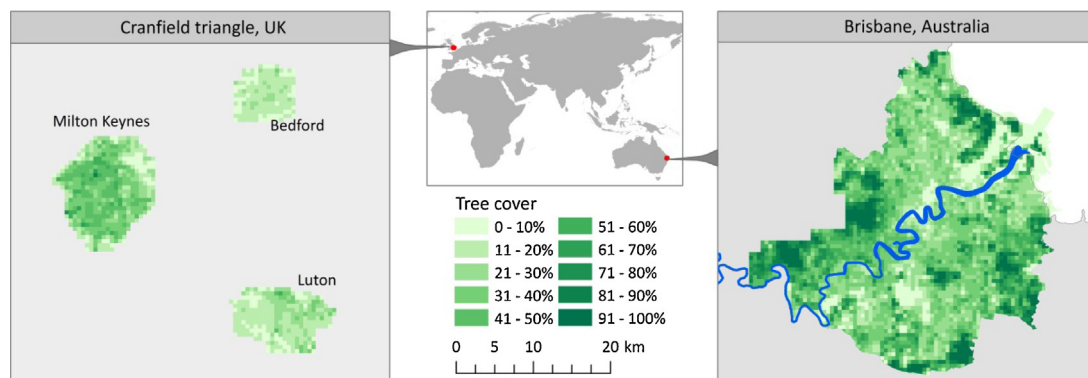 Cranfield triangle, UK
Brisbane, Australia
Milton Keynes
Bedford
Luton
Tree cover
0 - 10%
11 - 20%
21 - 30%
31 - 40%
41 - 50%
51 - 60%
61 - 70%
71 - 80%
81 - 90%
91 - 100%
0 5 10 20 km